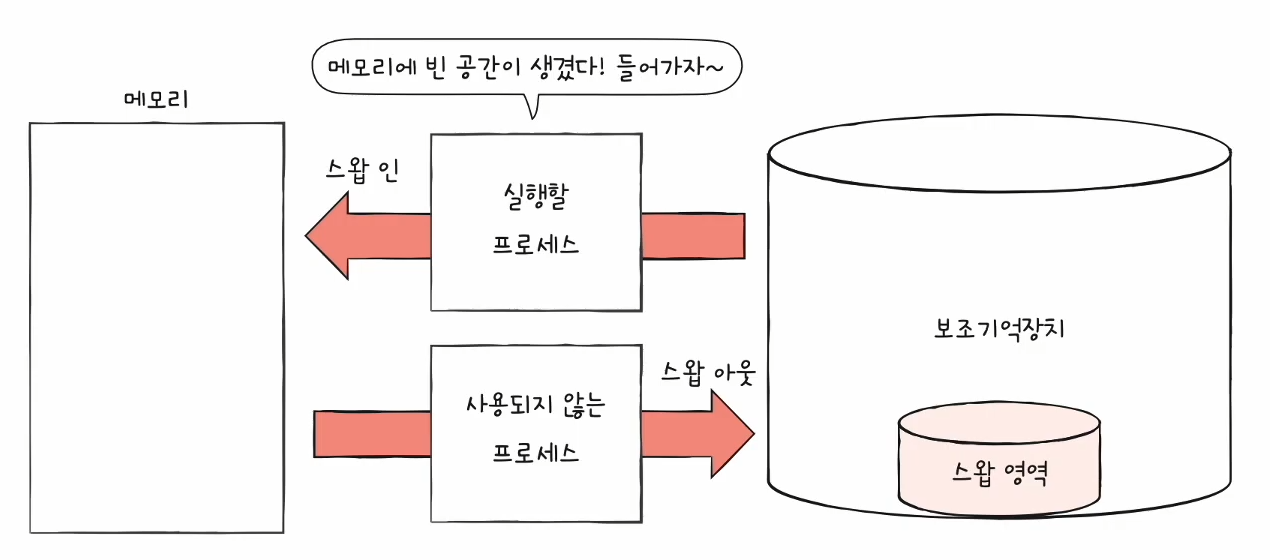 메모리에 빈 공간이 생겼다! 들어가자~
메모리
스왑 인
실행할
프로세스
보조기억장치
스왑 아웃
사용되지 않는
프로세스
스왑 영역